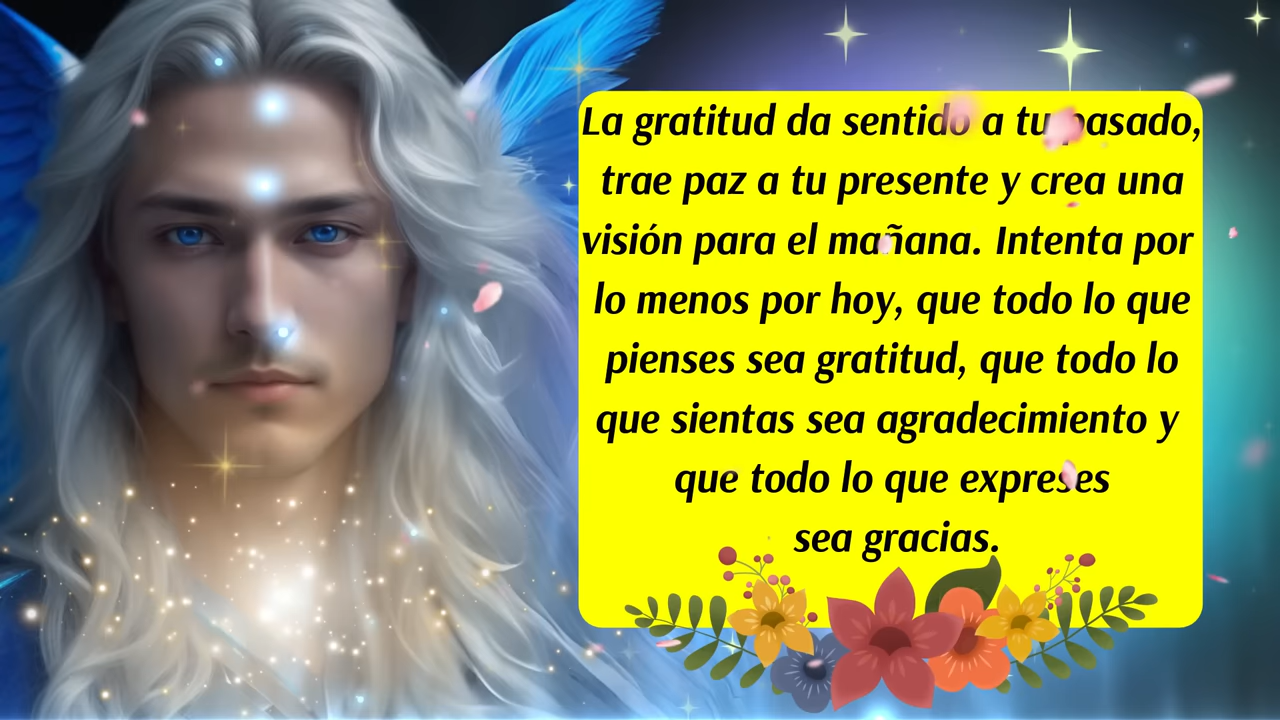 La gratitud da sentido a tu pasado,
trae paz a tu presente y crea una
visión para el mañana. Intenta por
lo menos por hoy, que todo lo que
pienses sea gratitud, que todo lo
que sientas sea agradecimiento y
que todo lo que expreses
sea gracias.